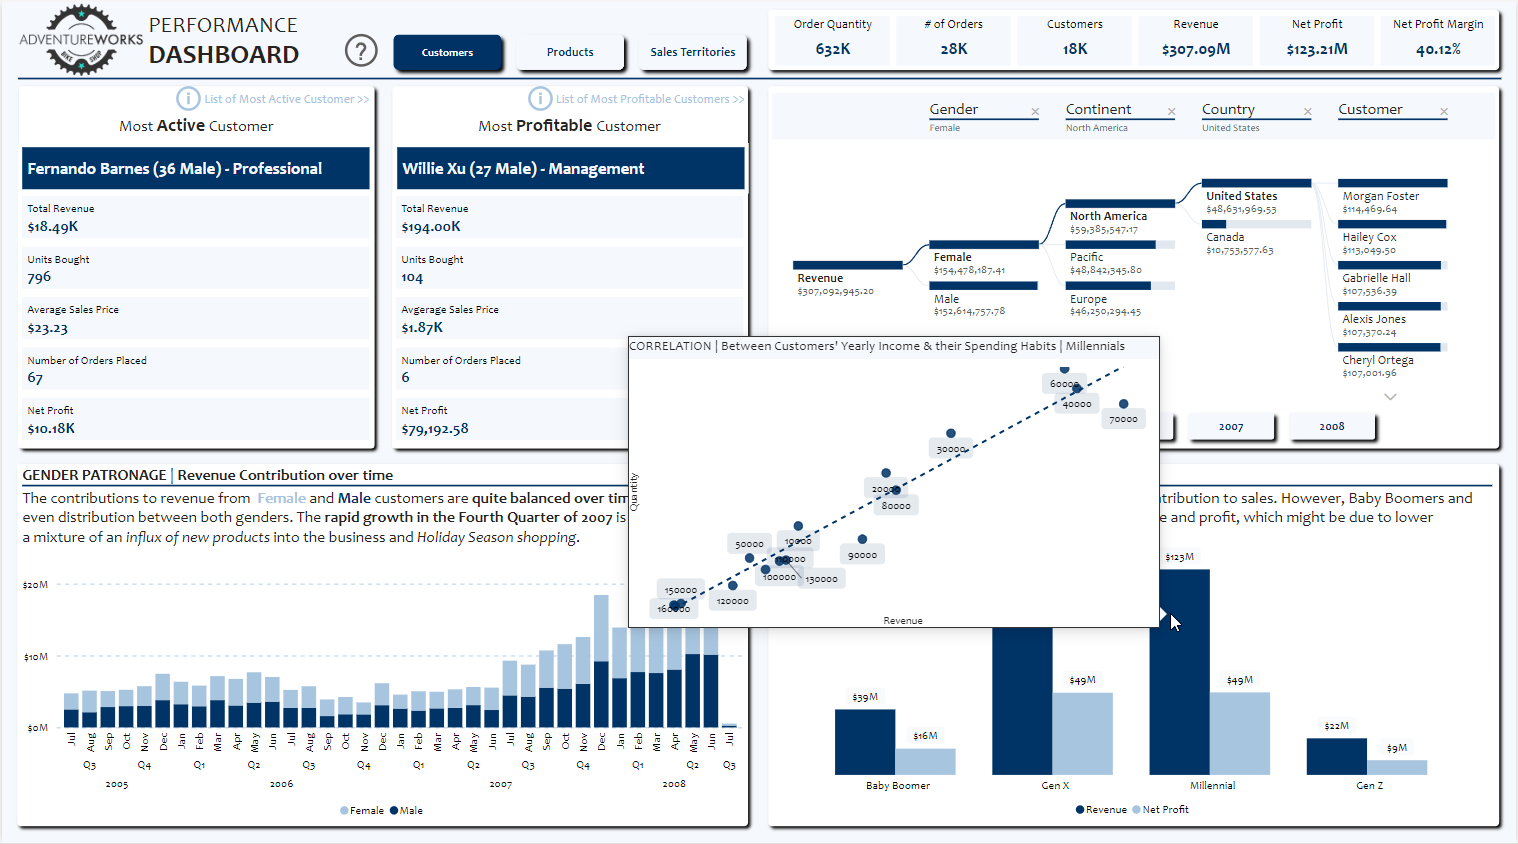 ADVENTUREWORKS
BIKE SHOP
PERFORMANCE
DASHBOARD
?
Customers
Products
Sales Territories
Order Quantity
632K
# of Orders
28K
Customers
18K
Revenue
$307.09M
Net Profit
$123.21M
Net Profit Margin
40.12%
List of Most Active Customer >>
Most Active Customer
Fernando Barnes (36 Male) - Professional
Total Revenue
$18.49K
Units Bought
796
Average Sales Price
$23.23
Number of Orders Placed
67
Net Profit
$10.18K
List of Most Profitable Customers >>
Most Profitable Customer
Willie Xu (27 Male) - Management
Total Revenue
$194.00K
Units Bought
104
Avgerage Sales Price
$1.87K
Number of Orders Placed
6
Net Profit
$79,192.58
Gender
Female
Continent
North America
Country
United States
Customer
Revenue
$307,092,945.20
Female
$154,478,187.41
Male
$152,614,757.78
North America
$59,385,547.17
Pacific
$48,842,345.80
Europe
$46,250,294.45
United States
$48,631,969.53
Canada
$10,753,577.63
Morgan Foster
$114,469.64
Hailey Cox
$113,049.50
Gabrielle Hall
$107,536.39
Alexis Jones
$107,370.24
Cheryl Ortega
$107,001.96
2007
2008
CORRELATION | Between Customers' Yearly Income & their Spending Habits | Millennials
Quantity
60000
40000
70000
30000
20000
80000
50000
10000
90000
100000
130000
150000
120000
160000
Revenue
GENDER PATRONAGE | Revenue Contribution over time
The contributions to revenue from Female and Male customers are quite balanced over tim
even distribution between both genders. The rapid growth in the Fourth Quarter of 2007 is
a mixture of an influx of new products into the business and Holiday Season shopping.
$20M
$10M
$0M
Jul Aug Sep Oct Nov Dec Jan Feb Mar Apr May Jun Jul Aug Sep Oct Nov Dec Jan Feb Mar Apr May Jun Jul Aug Sep Oct Nov Dec Jan Feb Mar Apr May Jun Jul
Q3 Q4 Q1 Q2 Q3 Q4 Q1 Q2 Q3 Q4 Q1 Q2 Q3
2005 2006 2007 2008
Female Male
tribution to sales. However, Baby Boomers and
e and profit, which might be due to lower
$123M
$39M
$16M
$49M
$49M
$22M
$9M
Baby Boomer
Gen X
Millennial
Gen Z
Revenue Net Profit